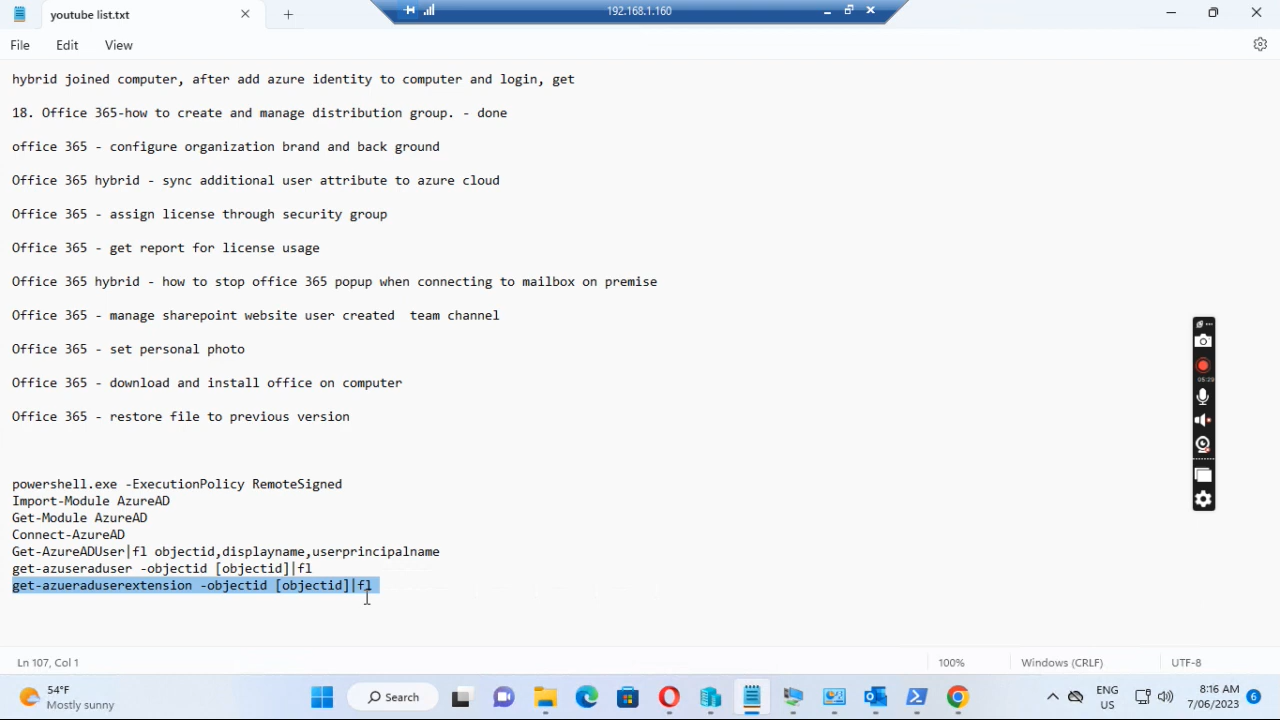 youtube list.txt
192.168.1.160
File Edit View
hybrid joined computer, after add azure identity to computer and login, get
18. Office 365-how to create and manage distribution group. - done
office 365 - configure organization brand and back ground
Office 365 hybrid - sync additional user attribute to azure cloud
Office 365 - assign license through security group
Office 365 - get report for license usage
Office 365 hybrid - how to stop office 365 popup when connecting to mailbox on premise
Office 365 - manage sharepoint website user created  team channel
Office 365 - set personal photo
Office 365 - download and install office on computer
Office 365 - restore file to previous version
powershell.exe -ExecutionPolicy RemoteSigned
Import-Module AzureAD
Get-Module AzureAD
Connect-AzureAD
Get-AzureADUser|fl objectid,displayname,userprincipalname
get-azuseraduser -objectid [objectid]|fl
get-azueraduserextension -objectid [objectid]|fl
05:29
Ln 107, Col 1
100%
Windows (CRLF)
UTF-8
54°F
Mostly sunny
Search
ENG
US
8:16 AM
7/06/2023
6